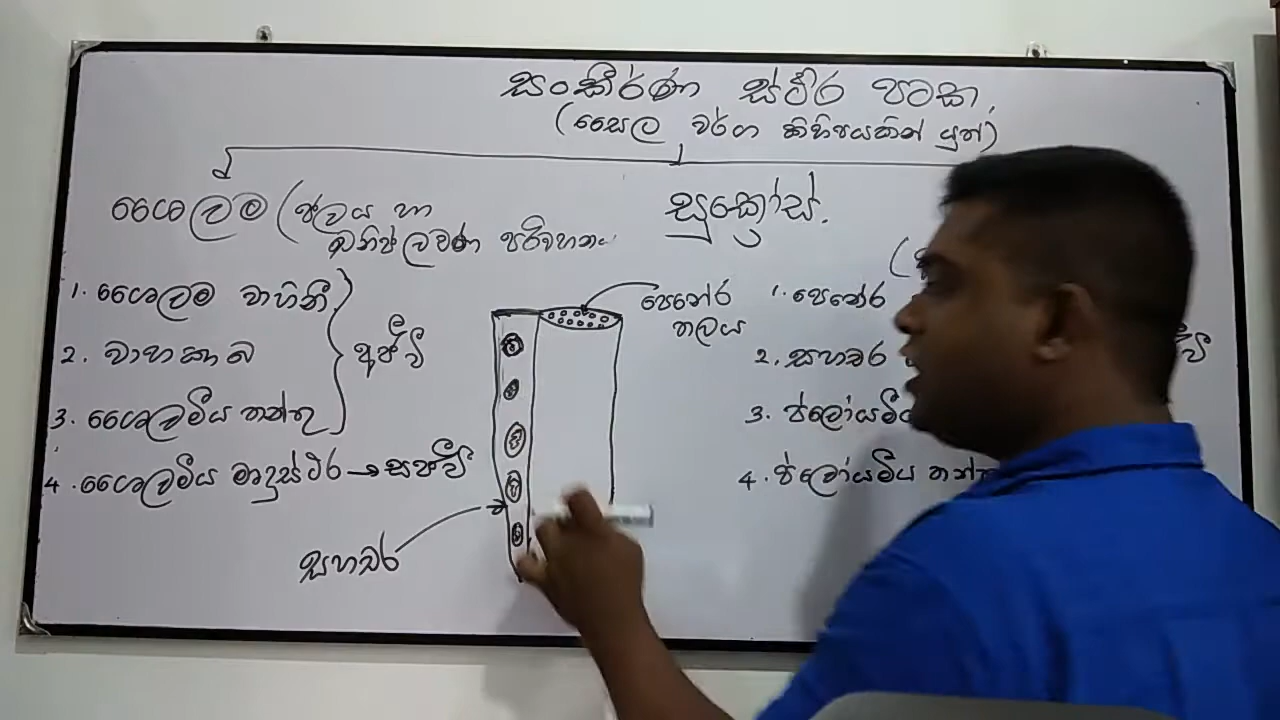 සංකීර්ණ ස්ථීර පටක
(සෛල වර්ග කිහිපයකින් යුත්)
ශෛලම (ජලය හා
ඛනිජ ලවණ පරිවහනය
සුක්‍රෝස්.
1. ශෛලම වාහිනී
2. වාහකාභ
3. ශෛලමීය තන්තු
අජීවී
4. ශෛලමීය මෘදුස්ථර → සජීවී
පෙනේර
තලය
සහචර
1. පෙනේර
2. සහචර
3. ප්ලෝයමීය
4. ප්ලෝයමීය තන්තු